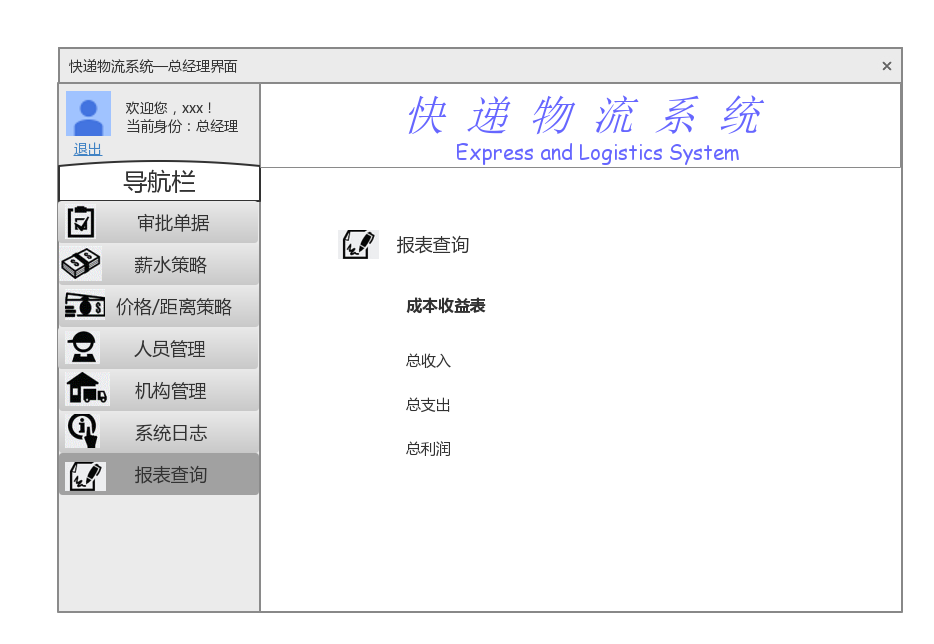 快递物流系统—总经理界面
×
欢迎您，xxx！
当前身份：总经理
退出
快递物流系统
Express and Logistics System
导航栏
审批单据
薪水策略
价格/距离策略
人员管理
机构管理
系统日志
报表查询
报表查询
成本收益表
总收入
总支出
总利润